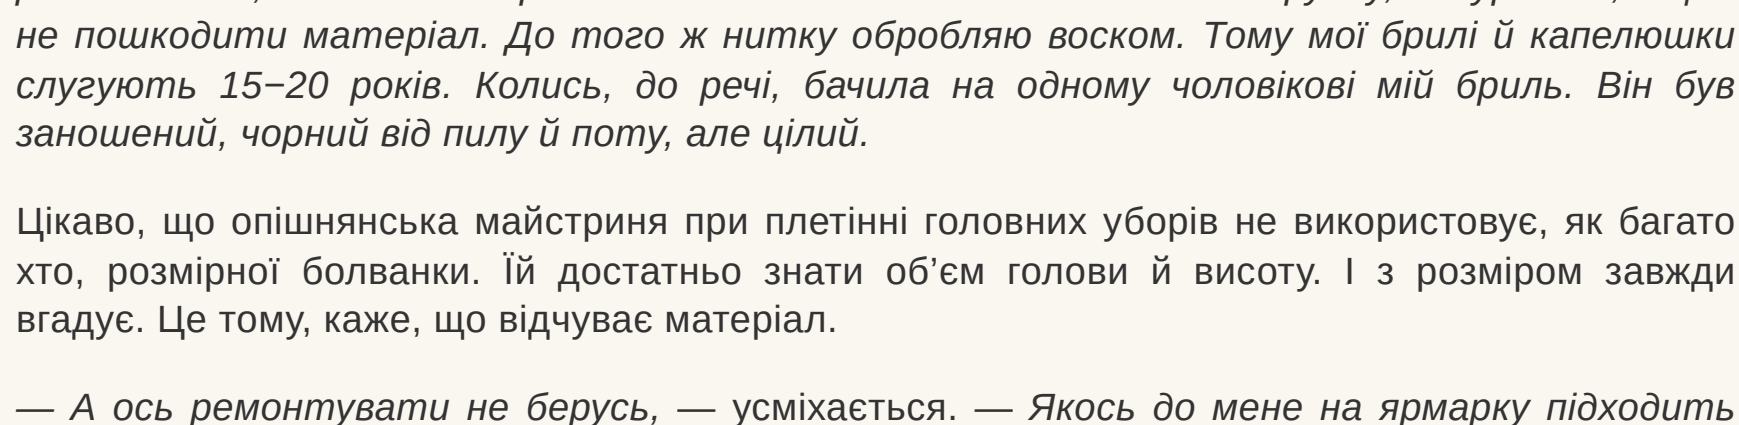 не пошкодити матеріал. До того ж нитку обробляю воском. Тому мої брилі й капелюшки
слугують 15−20 років. Колись, до речі, бачила на одному чоловікові мій бриль. Він був
заношений, чорний від пилу й поту, але цілий.
Цікаво, що опішнянська майстриня при плетінні головних уборів не використовує, як багато
хто, розмірної болванки. Їй достатньо знати об’єм голови й висоту. І з розміром завжди
вгадує. Це тому, каже, що відчуває матеріал.
— А ось ремонтувати не берусь, — усміхається. — Якось до мене на ярмарку підходить